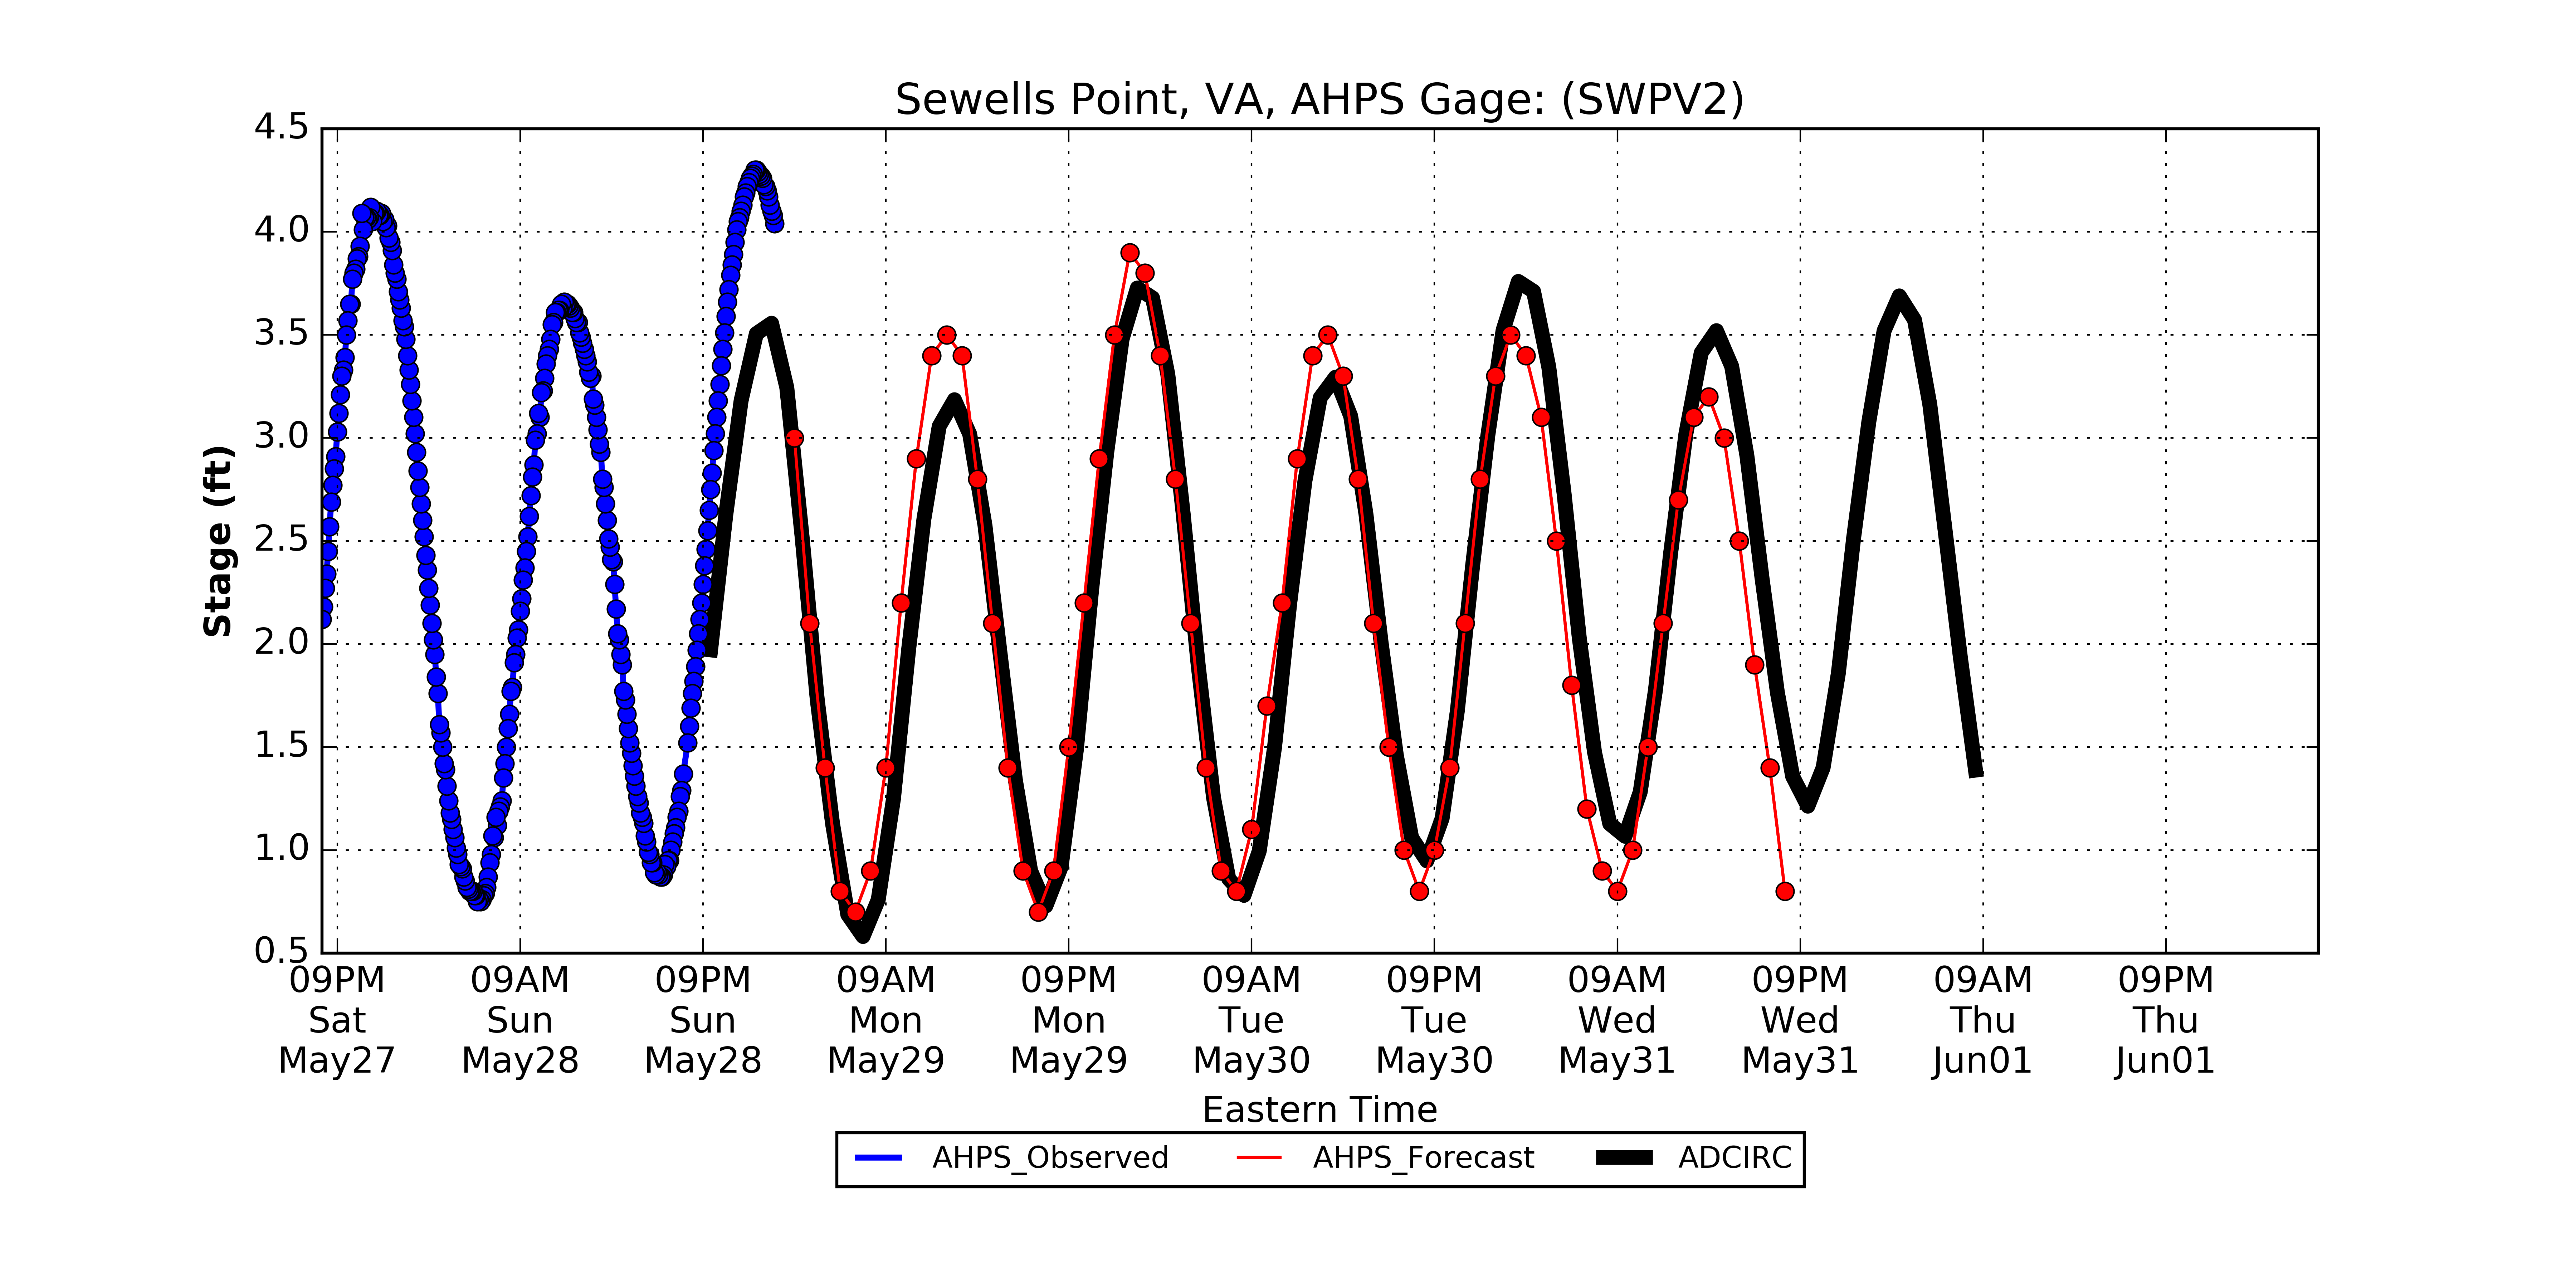 Sewells Point, VA, AHPS Gage: (SWPV2)
4.5
4.0
3.5
3.0
2.5
2.0
1.5
1.0
0.5
Stage (ft)
09PM 09AM 09PM 09AM 09PM 09AM 09PM 09AM 09PM 09AM 09PM
Sat Sun Sun Mon Mon Tue Tue Wed Wed Thu Thu
May27 May28 May28 May29 May29 May30 May30 May31 May31 Jun01 Jun01
Eastern Time
AHPS_Observed AHPS_Forecast ADCIRC